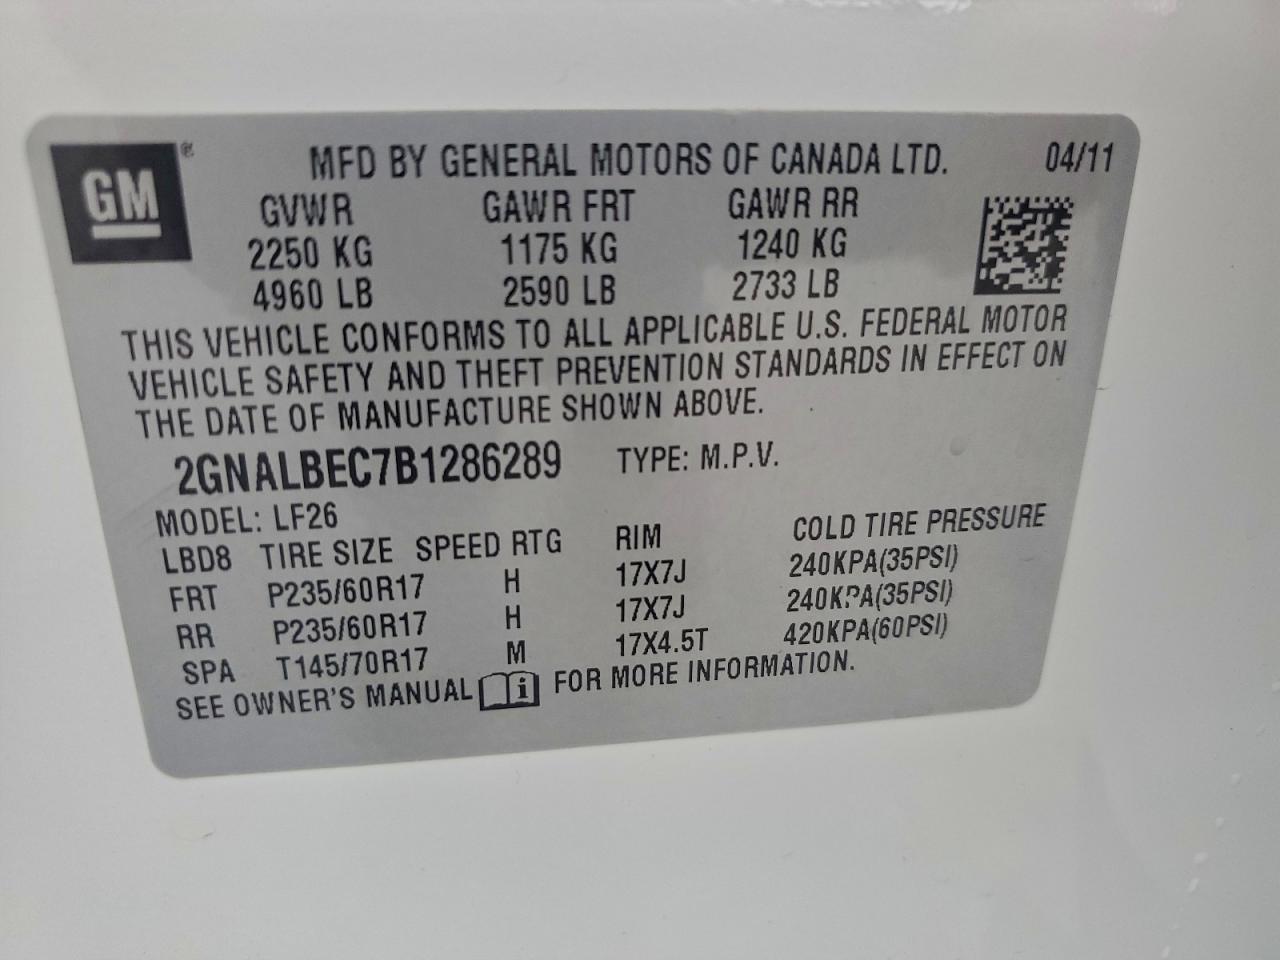 GM ®
MFD BY GENERAL MOTORS OF CANADA LTD. 04/11
GVWR GAWR FRT GAWR RR
2250 KG 1175 KG 1240 KG
4960 LB 2590 LB 2733 LB
THIS VEHICLE CONFORMS TO ALL APPLICABLE U.S. FEDERAL MOTOR
VEHICLE SAFETY AND THEFT PREVENTION STANDARDS IN EFFECT ON
THE DATE OF MANUFACTURE SHOWN ABOVE.
2GNALBEC7B1286289 TYPE: M.P.V.
MODEL: LF26
LBD8 TIRE SIZE SPEED RTG RIM COLD TIRE PRESSURE
FRT P235/60R17 H 17X7J 240KPA(35PSI)
RR P235/60R17 H 17X7J 240KPA(35PSI)
SPA T145/70R17 M 17X4.5T 420KPA(60PSI)
SEE OWNER'S MANUAL i FOR MORE INFORMATION.